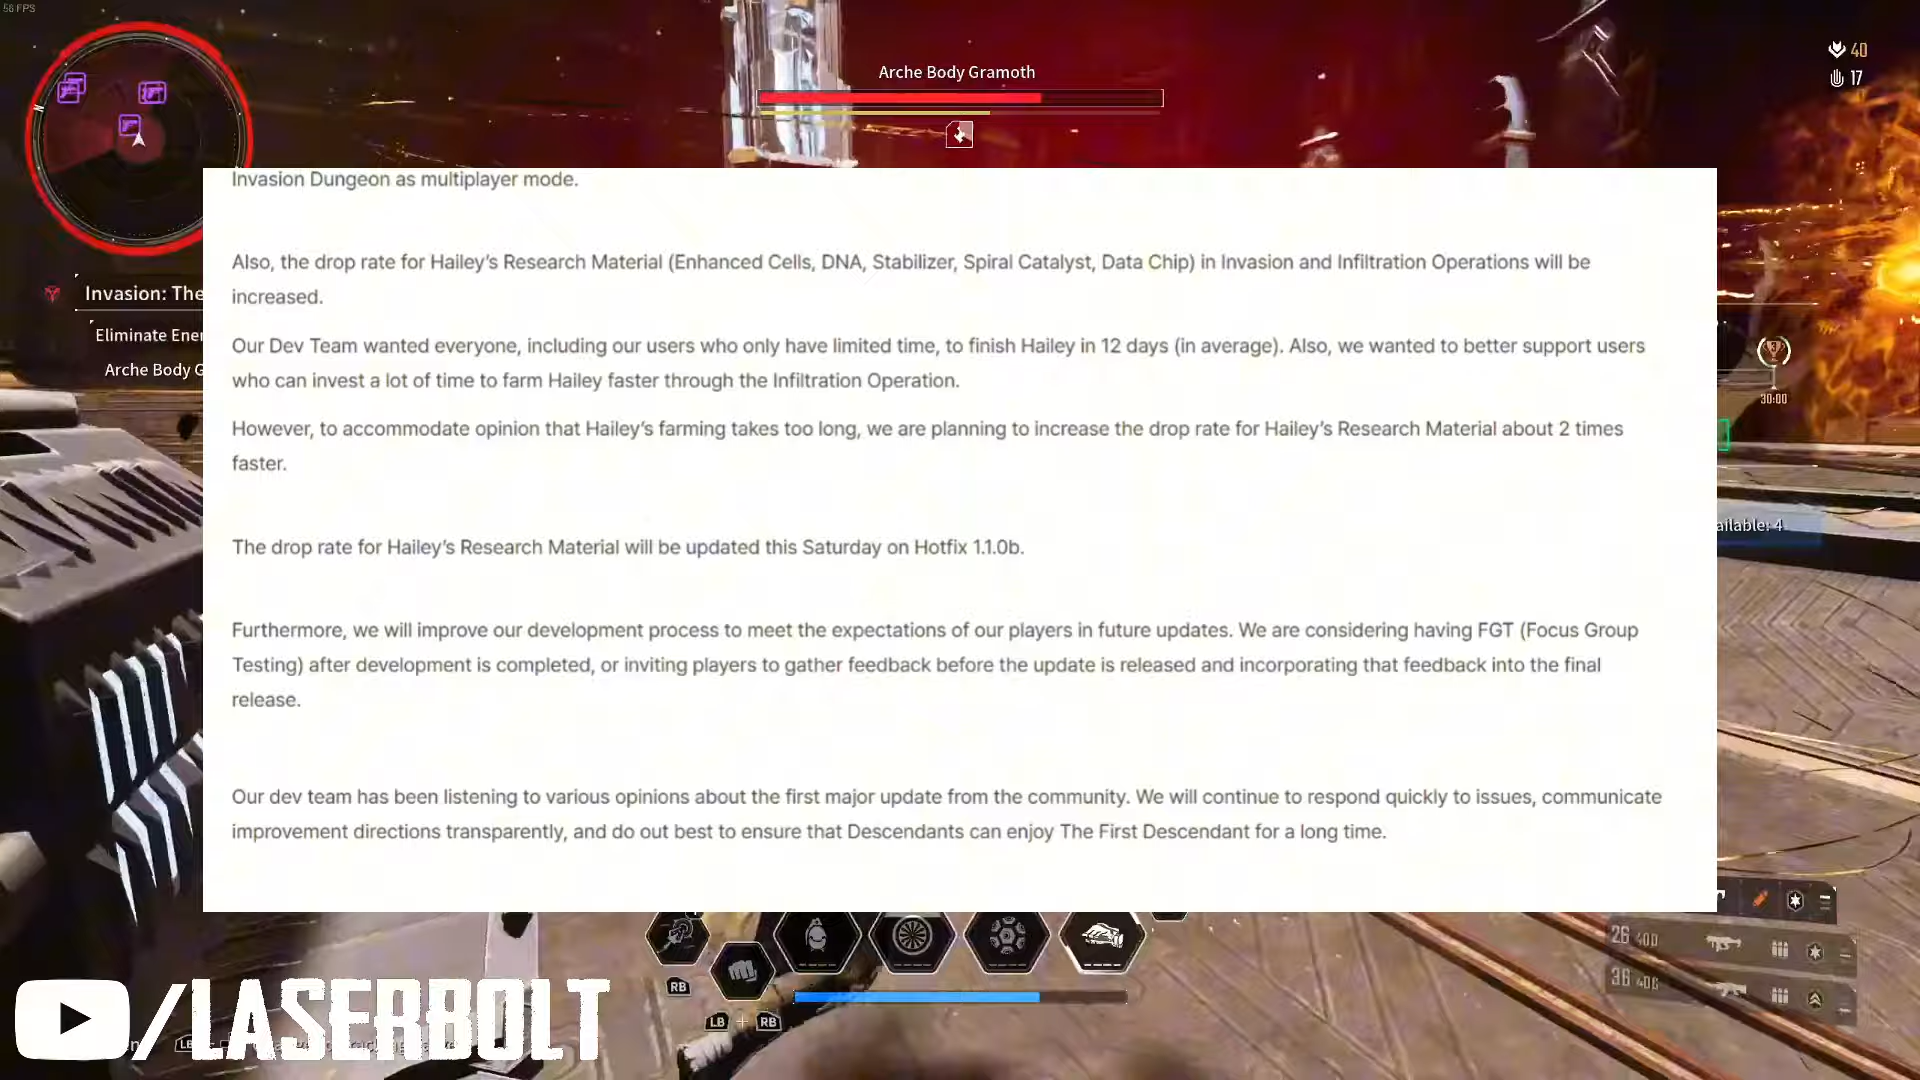 58 FPS
Arche Body Gramoth
40
17
N
Invasion: The
Eliminate Ener
Arche Body G
Invasion Dungeon as multiplayer mode.
Also, the drop rate for Hailey's Research Material (Enhanced Cells, DNA, Stabilizer, Spiral Catalyst, Data Chip) in Invasion and Infiltration Operations will be
increased.
Our Dev Team wanted everyone, including our users who only have limited time, to finish Hailey in 12 days (in average). Also, we wanted to better support users
who can invest a lot of time to farm Hailey faster through the Infiltration Operation.
However, to accommodate opinion that Hailey's farming takes too long, we are planning to increase the drop rate for Hailey's Research Material about 2 times
faster.
The drop rate for Hailey's Research Material will be updated this Saturday on Hotfix 1.1.0b.
Furthermore, we will improve our development process to meet the expectations of our players in future updates. We are considering having FGT (Focus Group
Testing) after development is completed, or inviting players to gather feedback before the update is released and incorporating that feedback into the final
release.
Our dev team has been listening to various opinions about the first major update from the community. We will continue to respond quickly to issues, communicate
improvement directions transparently, and do out best to ensure that Descendants can enjoy The First Descendant for a long time.
3
30:00
ailable: 4
26 400
36 406
RB
LB + RB
/LASERBOLT